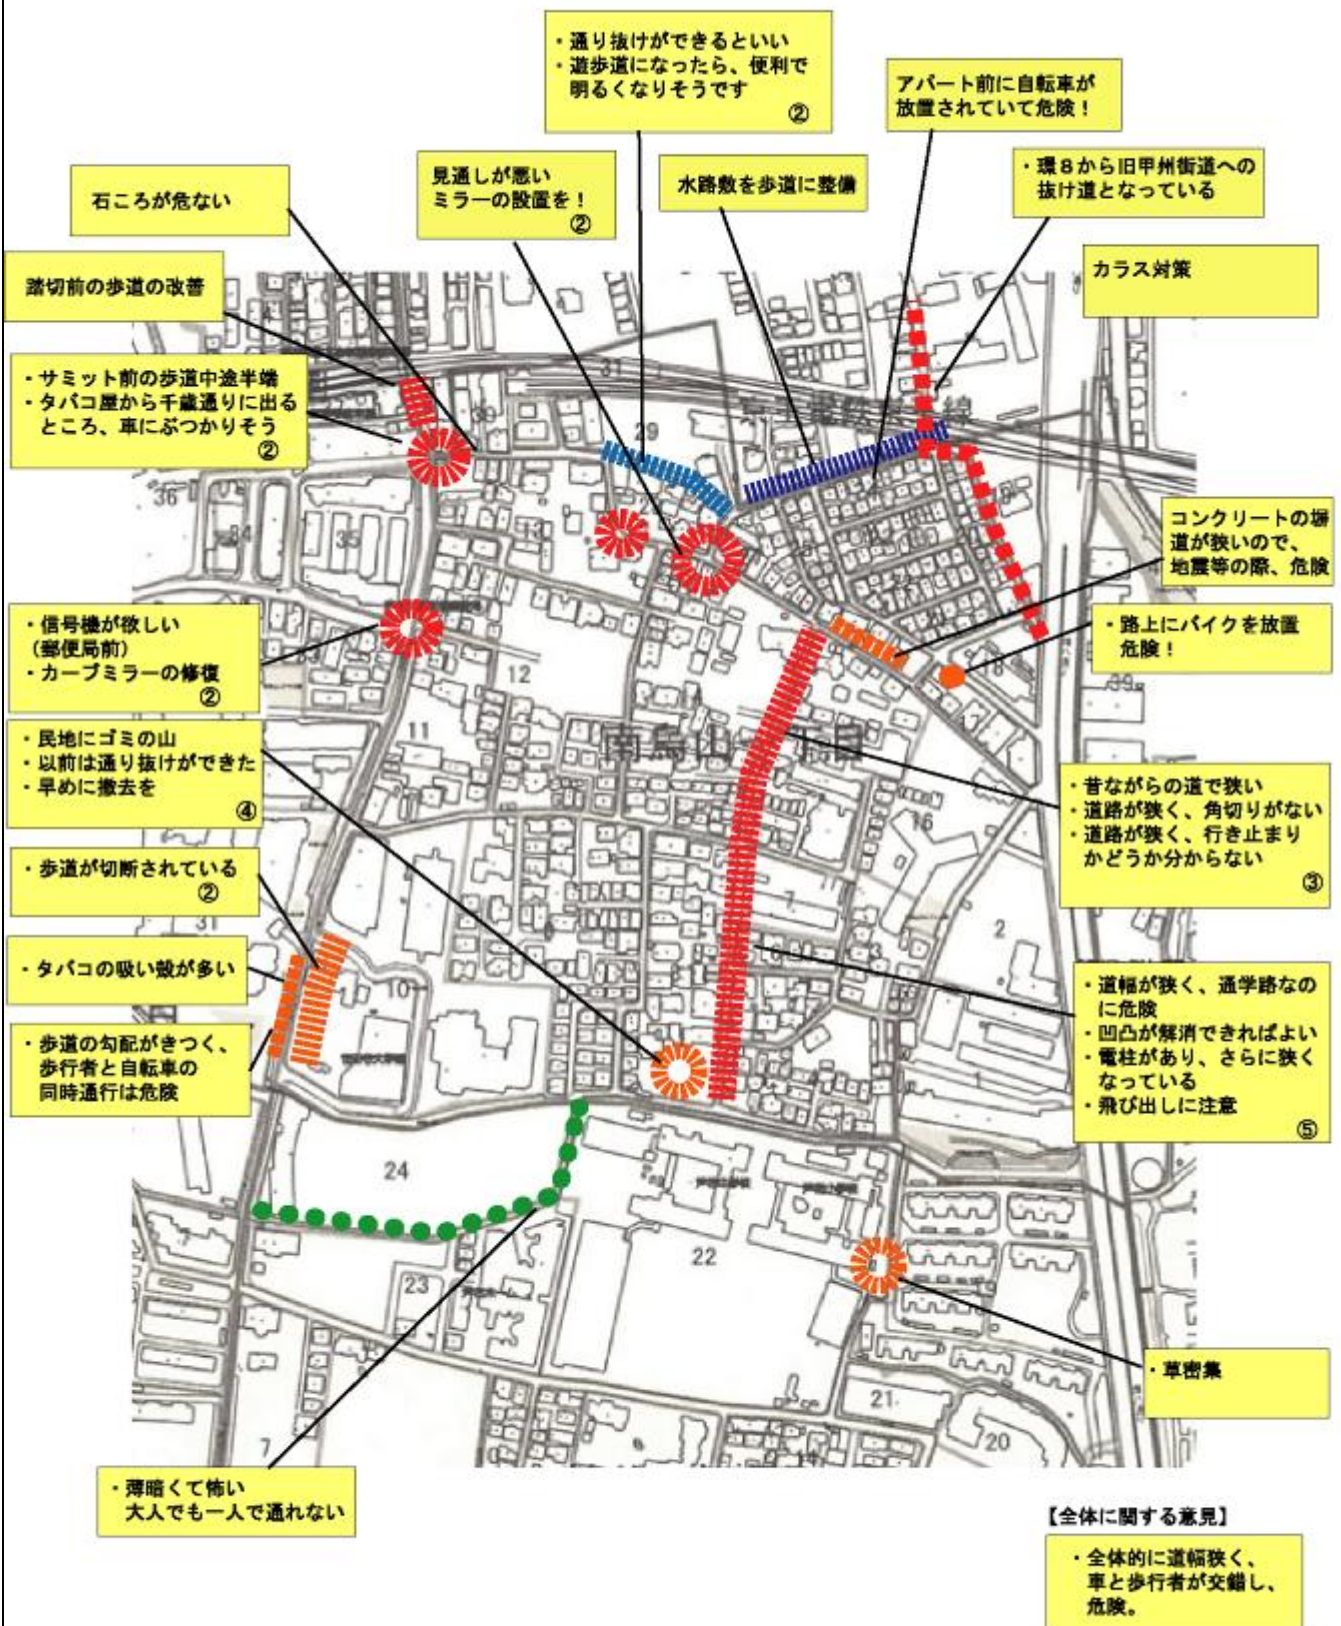 ・通り抜けができるといい
・遊歩道になったら、便利で
明るくなりそうです
②
アパート前に自転車が
放置されていて危険！
石ころが危ない
見通しが悪い
ミラーの設置を！
②
水路敷を歩道に整備
・環８から旧甲州街道への
抜け道となっている
踏切前の歩道の改善
カラス対策
・サミット前の歩道中途半端
・タバコ屋から千歳通りに出る
ところ、車にぶつかりそう
②
コンクリートの塀
道が狭いので、
地震等の際、危険
・信号機が欲しい
（郵便局前）
・カーブミラーの修復
②
・路上にバイクを放置
危険！
・民地にゴミの山
・以前は通り抜けができた
・早めに撤去を
④
・昔ながらの道で狭い
・道路が狭く、角切りがない
・道路が狭く、行き止まり
かどうか分からない
③
・歩道が切断されている
②
・タバコの吸い殻が多い
・歩道の勾配がきつく、
歩行者と自転車の
同時通行は危険
・道幅が狭く、通学路なの
に危険
・凹凸が解消できればよい
・電柱があり、さらに狭く
なっている
・飛び出しに注意
⑤
・草密集
・薄暗くて怖い
大人でも一人で通れない
【全体に関する意見】
・全体的に道幅狭く、
車と歩行者が交錯し、
危険。
31
29
36
35
12
11
16
7
2
31
10
24
22
23
21
20
7